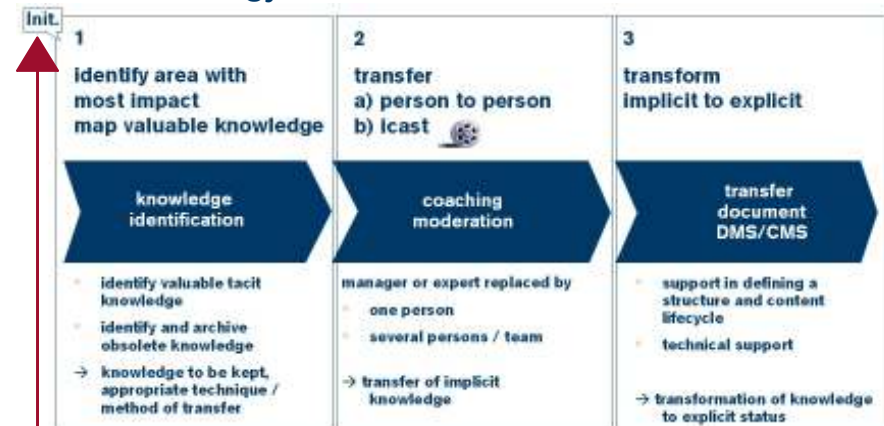 Init.
1
identify area with
most impact
map valuable knowledge
knowledge
identification
identify valuable tacit
knowledge
identify and archive
obsolete knowledge
→ knowledge to be kept,
appropriate technique /
method of transfer
2
transfer
a) person to person
b) icast
coaching
moderation
manager or expert replaced by
one person
several persons / team
→ transfer of implicit
knowledge
3
transform
implicit to explicit
transfer
document
DMS/CMS
support in defining a
structure and content
lifecycle
technical support
→ transformation of knowledge
to explicit status